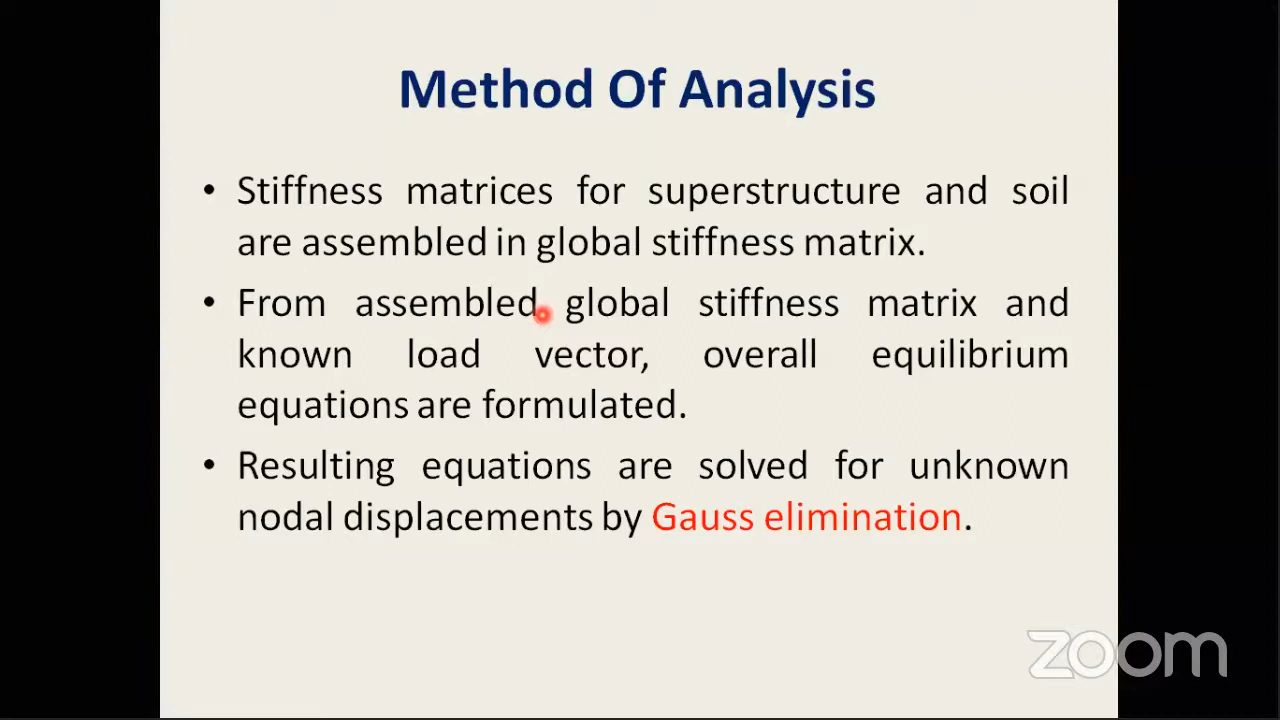 Method Of Analysis
• Stiffness matrices for superstructure and soil
are assembled in global stiffness matrix.
• From assembled global stiffness matrix and
known load vector, overall equilibrium
equations are formulated.
• Resulting equations are solved for unknown
nodal displacements by Gauss elimination.
zoom